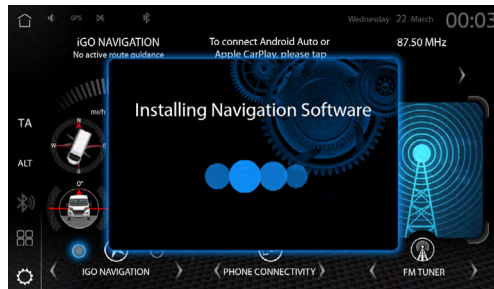 GPS
Wednesday 22 March 00:03
iGO NAVIGATION
No active route guidance
To connect Android Auto or
Apple CarPlay, please tap
87.50 MHz
mi/h
N
W
E
TA
ALT
0°
Installing Navigation Software
iGO NAVIGATION
PHONE CONNECTIVITY
FM TUNER